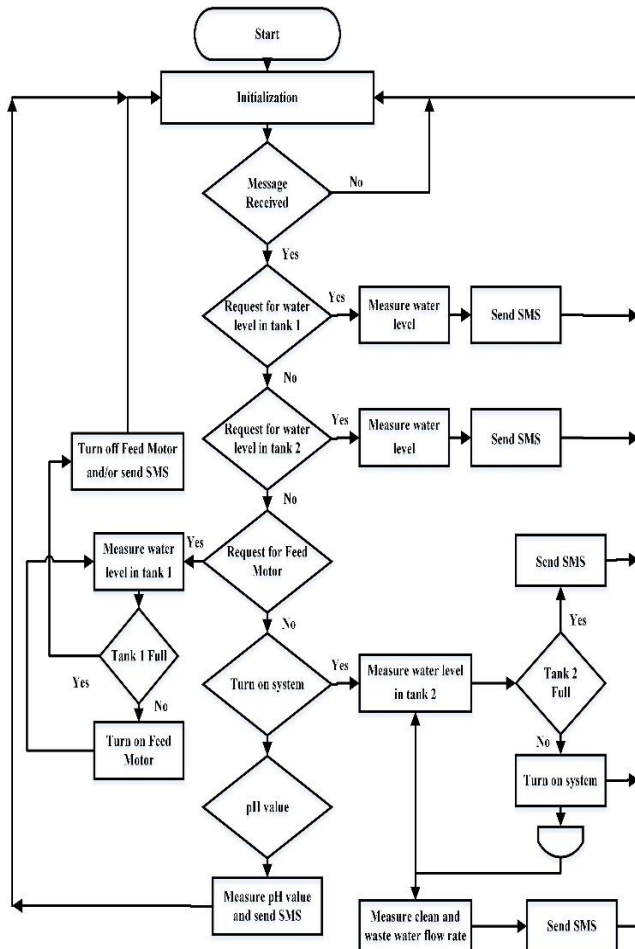 Start
Initialization
Message
Received
No
Yes
Request for water
level in tank 1
Yes
Measure water
level
Send SMS
No
Request for water
level in tank 2
Yes
Measure water
level
Send SMS
Turn off Feed Motor
and/or send SMS
No
Request for Feed
Motor
Yes
Measure water
level in tank 1
Send SMS
No
Yes
Tank 1 Full
Yes
No
Turn on Feed
Motor
Turn on system
Yes
Measure water level
in tank 2
Tank 2
Full
No
Turn on system
pH value
Measure pH value
and send SMS
Measure clean and
waste water flow rate
Send SMS